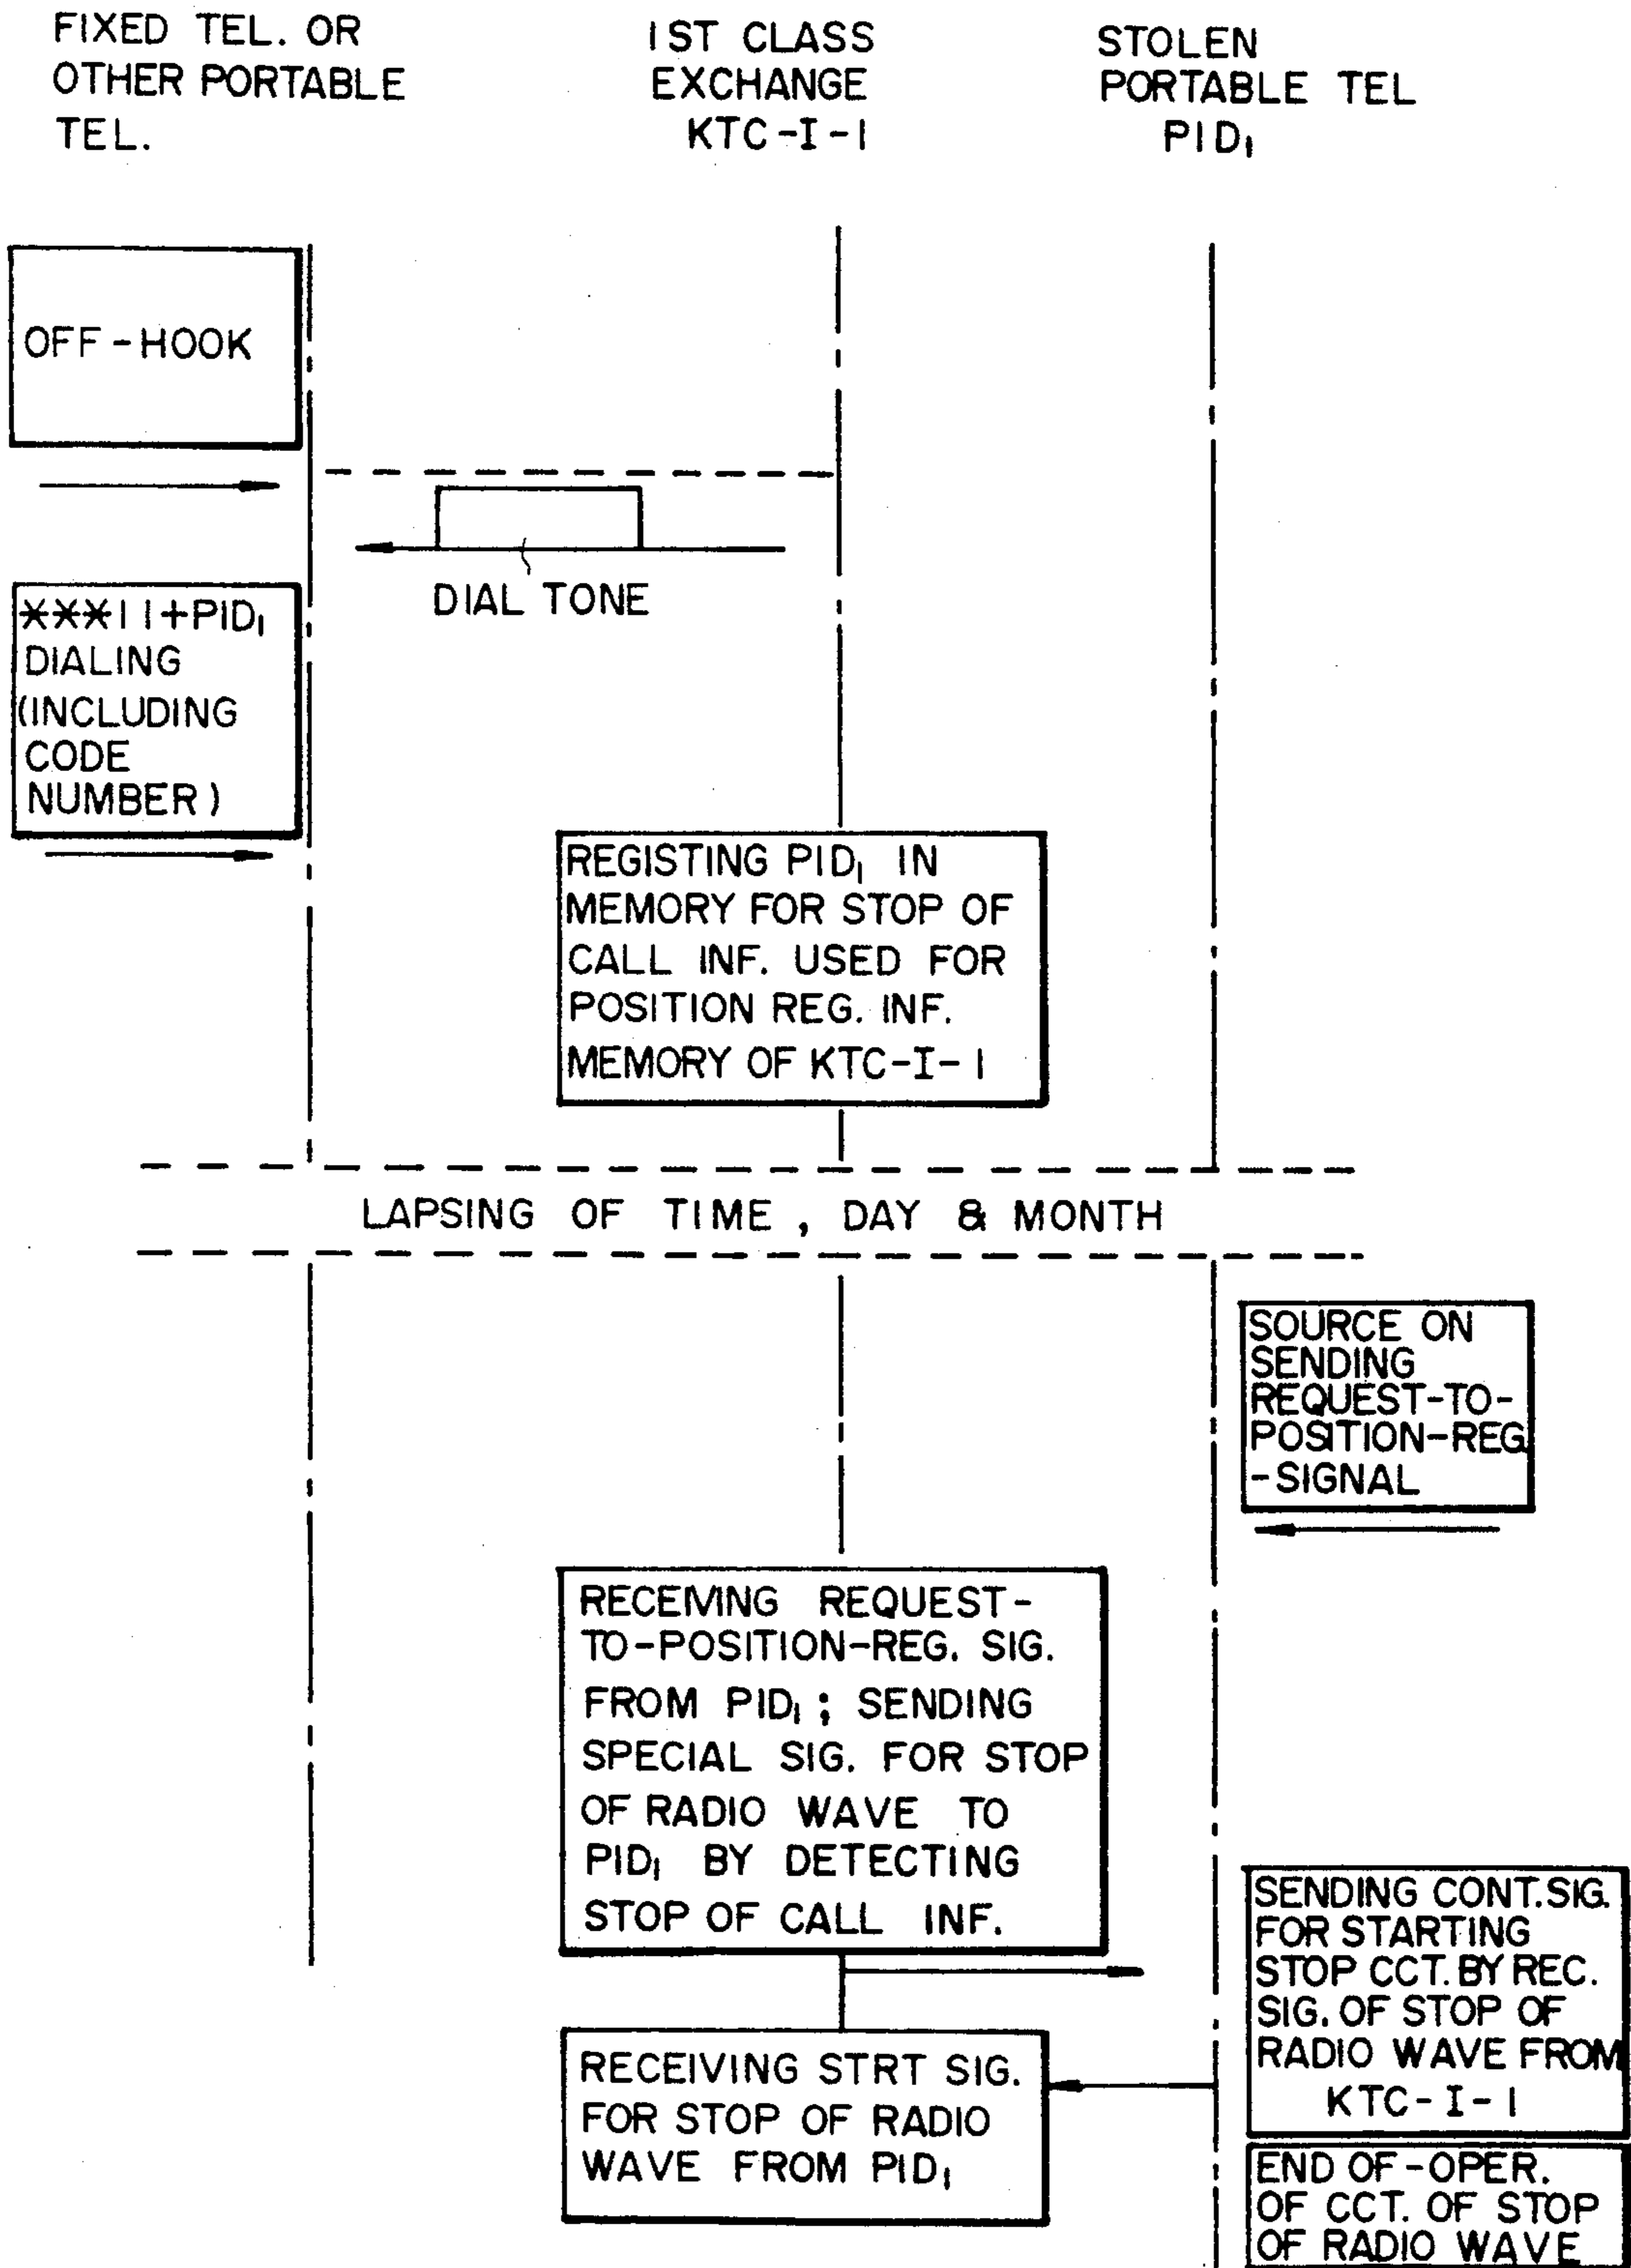 FIXED TEL. OR
OTHER PORTABLE
TEL.
1ST CLASS
EXCHANGE
KTC-I-1
STOLEN
PORTABLE TEL
PID₁
OFF-HOOK
DIAL TONE
***11+PID₁
DIALING
(INCLUDING
CODE
NUMBER)
REGISTING PID₁ IN
MEMORY FOR STOP OF
CALL INF. USED FOR
POSITION REG. INF.
MEMORY OF KTC-I-1
LAPSING OF TIME, DAY & MONTH
SOURCE ON
SENDING
REQUEST-TO-
POSITION-REG.
-SIGNAL
RECEIVING REQUEST-
TO-POSITION-REG. SIG.
FROM PID₁; SENDING
SPECIAL SIG. FOR STOP
OF RADIO WAVE TO
PID₁ BY DETECTING
STOP OF CALL INF.
SENDING CONT.SIG.
FOR STARTING
STOP CCT. BY REC.
SIG. OF STOP OF
RADIO WAVE FROM
KTC-I-1
RECEIVING STRT SIG.
FOR STOP OF RADIO
WAVE FROM PID₁
END OF-OPER.
OF CCT. OF STOP
OF RADIO WAVE